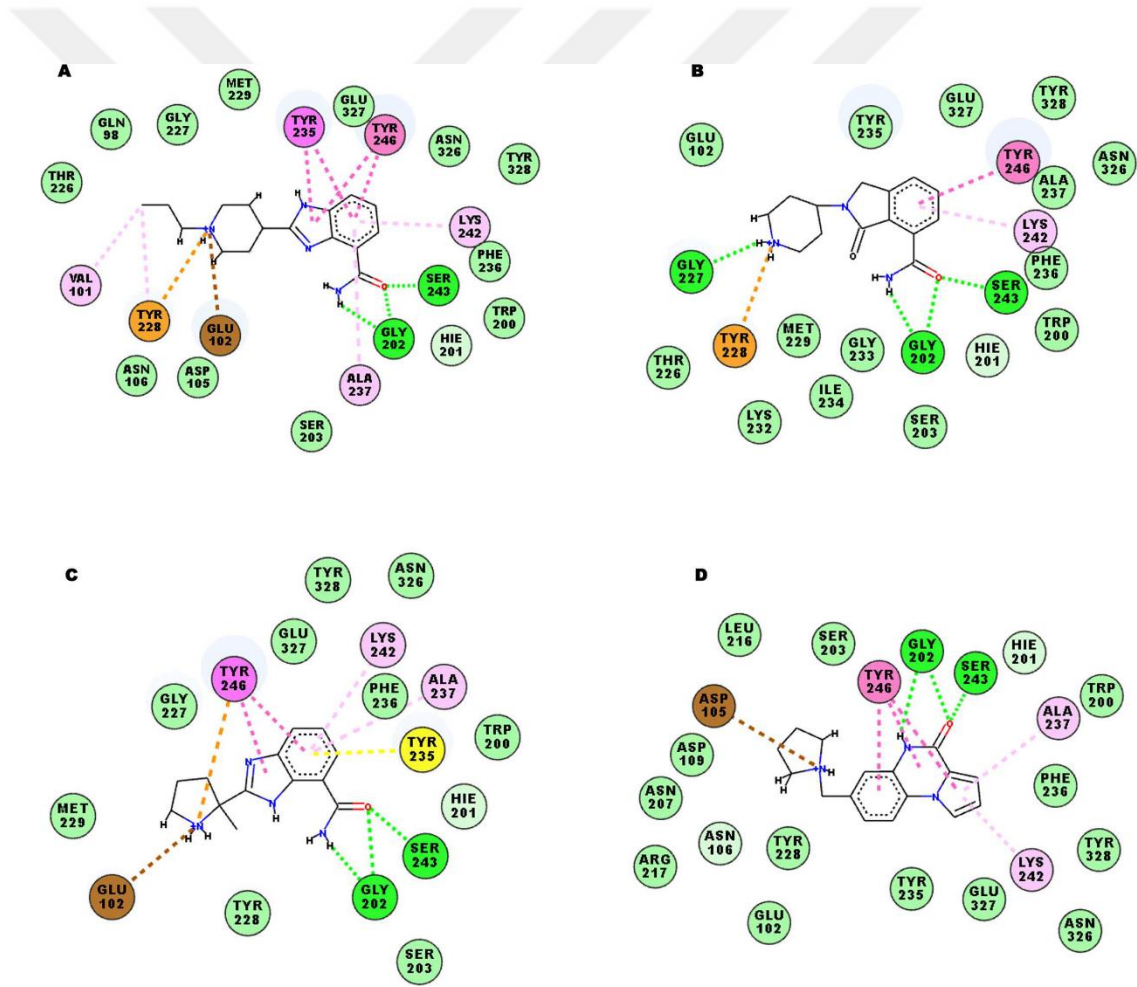 A
MET
229
GLN
98
GLY
227
TYR
235
GLU
327
TYR
246
ASN
326
TYR
328
THR
226
H
H
N
N
+N
H
H
N
LYS
242
PHE
236
VAL
101
TYR
228
GLU
102
H
N
O
H
SER
243
GLY
202
HIE
201
TRP
200
ASN
106
ASP
105
ALA
237
SER
203
B
GLU
102
TYR
235
GLU
327
TYR
328
TYR
246
ASN
326
ALA
237
H
N
H
+N
H
O
LYS
242
PHE
236
GLY
227
H
N
O
H
SER
243
TYR
228
MET
229
GLY
233
GLY
202
HIE
201
TRP
200
THR
226
ILE
234
LYS
232
SER
203
C
TYR
328
ASN
326
GLU
327
LYS
242
TYR
246
PHE
236
ALA
237
GLY
227
TYR
235
TRP
200
N
N
H
MET
229
H
+N
H
H
O
H
N
H
HIE
201
SER
243
GLU
102
GLY
202
TYR
228
SER
203
D
LEU
216
SER
203
GLY
202
SER
243
HIE
201
TYR
246
TRP
200
ALA
237
ASP
105
H
N
O
H
+N
H
H
N
ASP
109
PHE
236
ASN
207
ASN
106
TYR
228
ARG
217
TYR
235
GLU
327
LYS
242
TYR
328
GLU
102
ASN
326